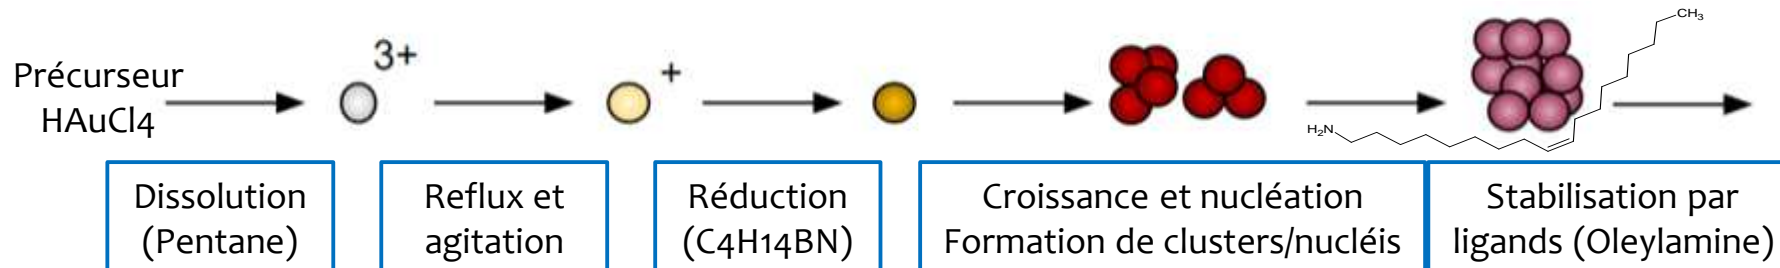 Précurseur
HAuCl4
3+
+
H₂N
CH₃
Dissolution
(Pentane)
Reflux et
agitation
Réduction
(C4H14BN)
Croissance et nucléation
Formation de clusters/nucléis
Stabilisation par
ligands (Oleylamine)